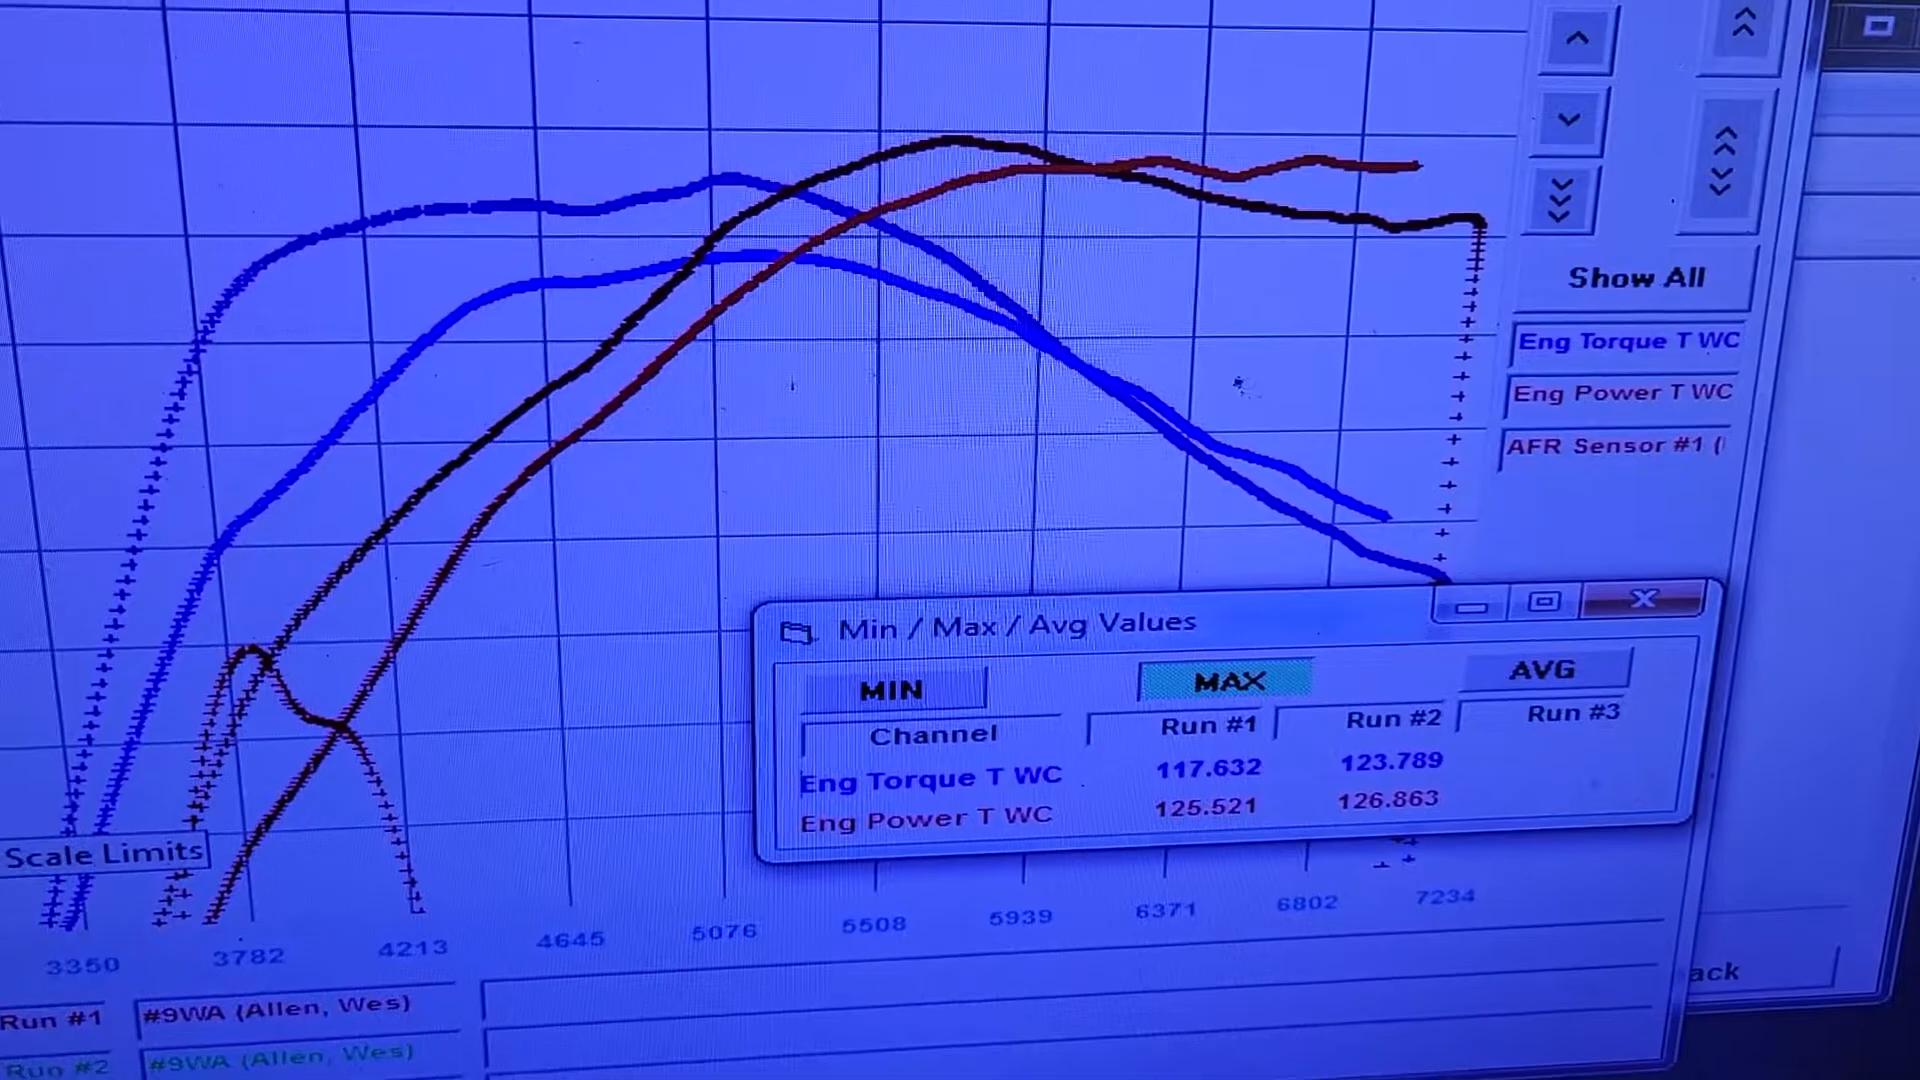 Show All
Eng Torque T WC
Eng Power T WC
AFR Sensor #1 (
Min / Max / Avg Values
MIN
MAX
AVG
Channel
Run #1
Run #2
Run #3
Eng Torque T WC
117.632
123.789
Eng Power T WC
125.521
126.863
Scale Limits
3350
3782
4213
4645
5076
5508
5939
6371
6802
7234
ack
Run #1
#9WA (Allen, Wes)
Run #2
#9WA (Allen, Wes)